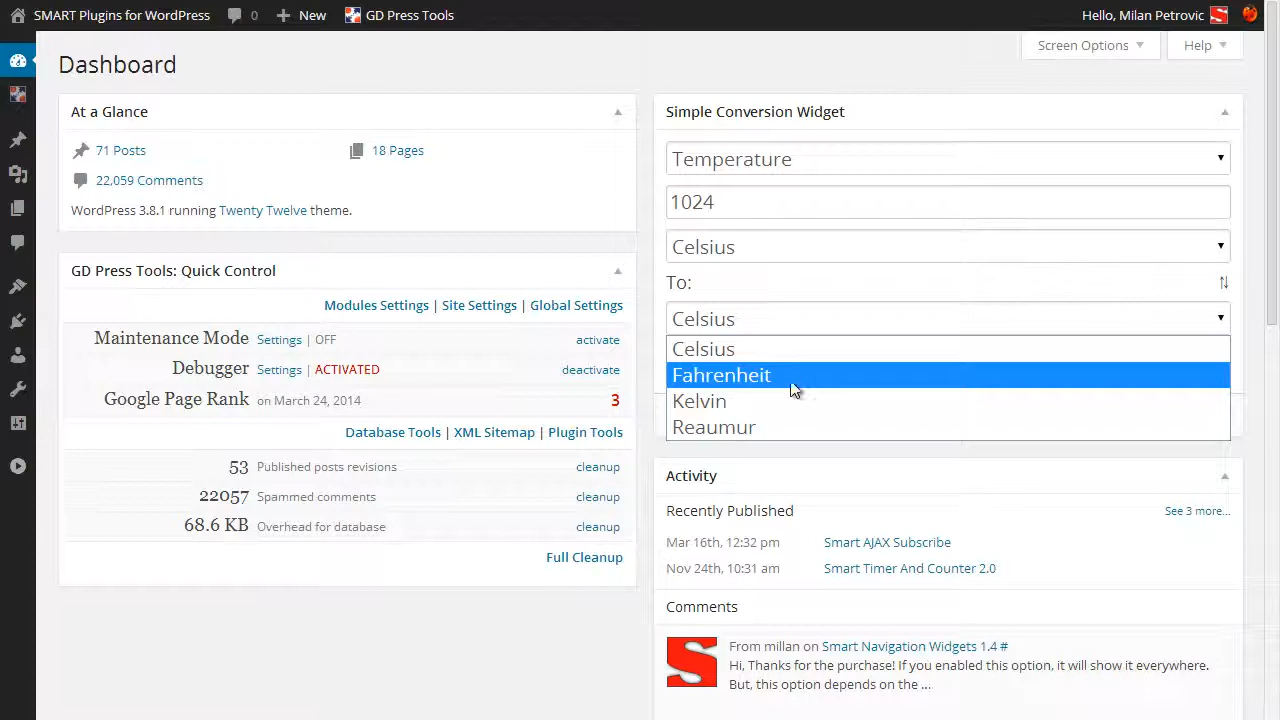 SMART Plugins for WordPress 0 New GD Press Tools Hello, Milan Petrovic
Dashboard
Screen Options Help
At a Glance
71 Posts 18 Pages
22,059 Comments
WordPress 3.8.1 running Twenty Twelve theme.
GD Press Tools: Quick Control
Modules Settings | Site Settings | Global Settings
Maintenance Mode Settings | OFF activate
Debugger Settings | ACTIVATED deactivate
Google Page Rank on March 24, 2014 3
Database Tools | XML Sitemap | Plugin Tools
53 Published posts revisions cleanup
22057 Spammed comments cleanup
68.6 KB Overhead for database cleanup
Full Cleanup
Simple Conversion Widget
Temperature
1024
Celsius
To:
Celsius
Celsius
Fahrenheit
Kelvin
Reaumur
Activity
Recently Published See 3 more...
Mar 16th, 12:32 pm Smart AJAX Subscribe
Nov 24th, 10:31 am Smart Timer And Counter 2.0
Comments
From millan on Smart Navigation Widgets 1.4 #
Hi, Thanks for the purchase! If you enabled this option, it will show it everywhere.
But, this option depends on the ...